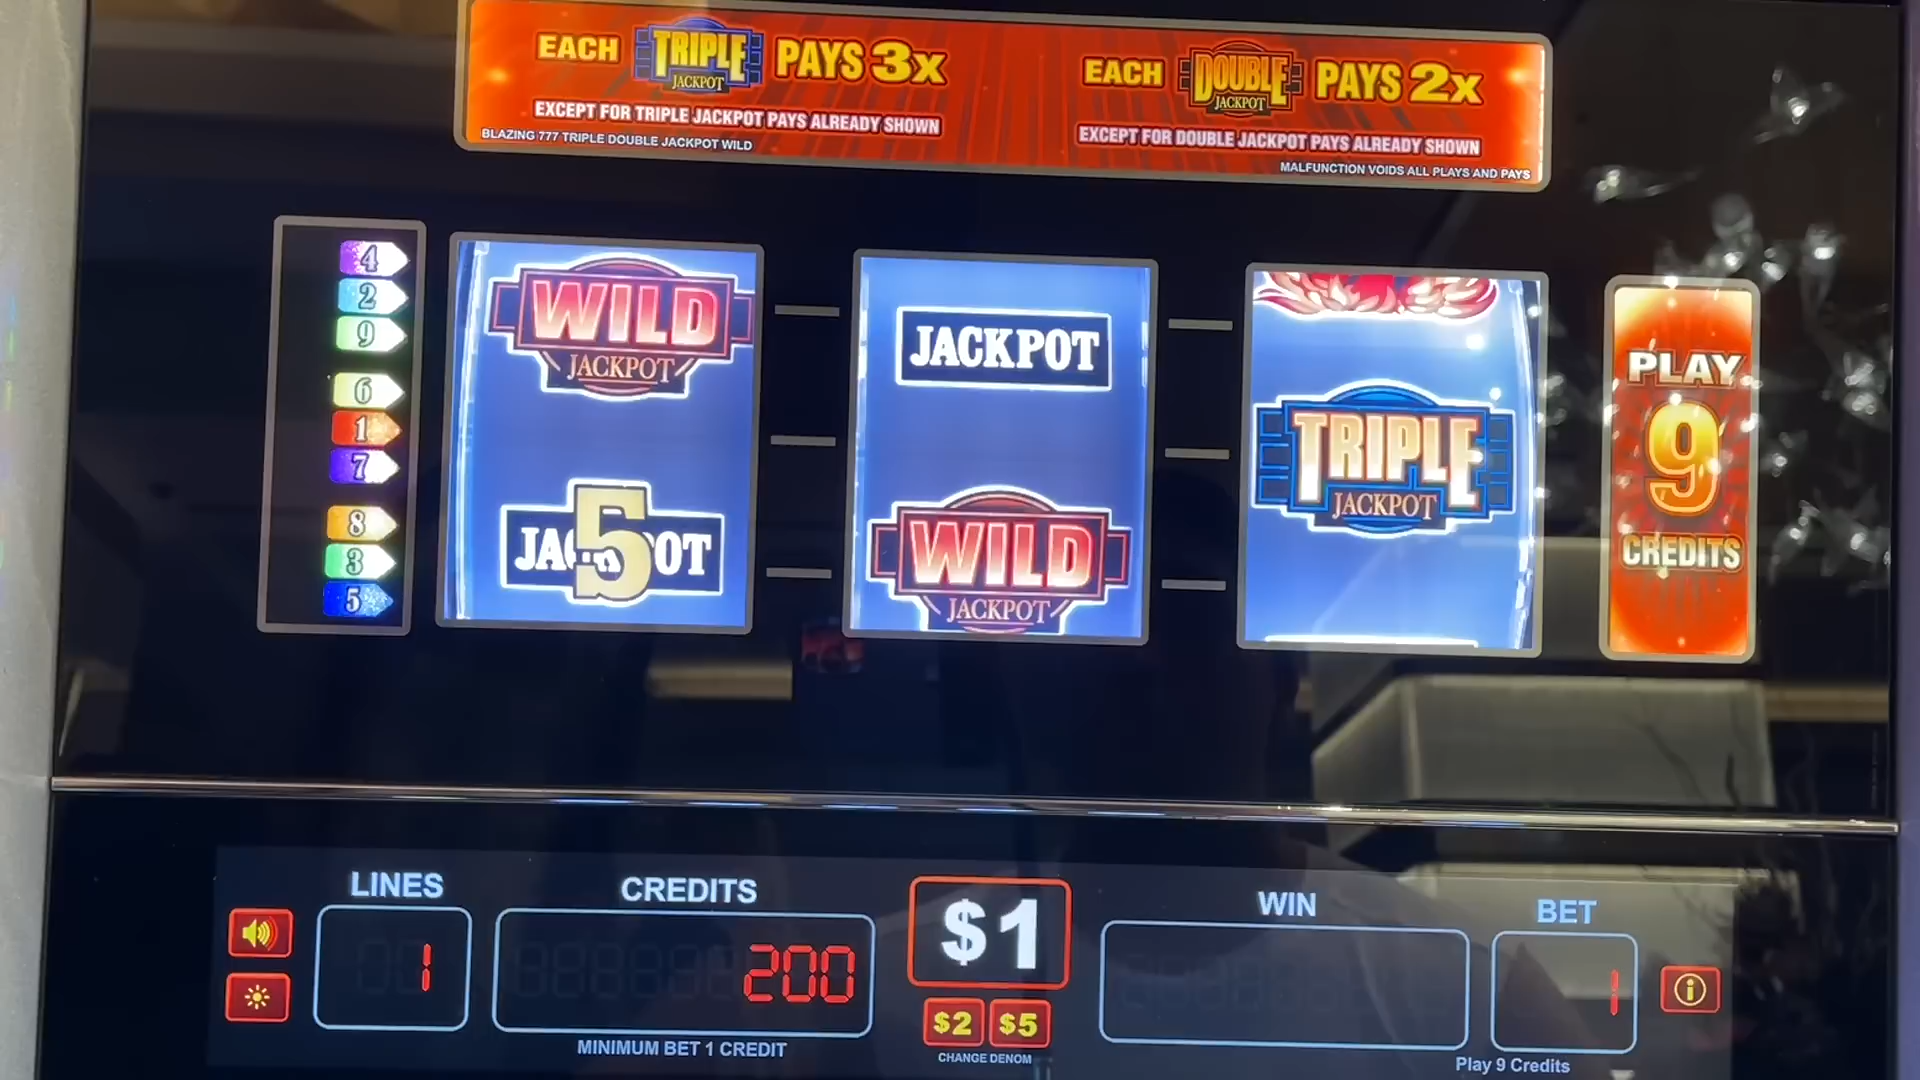 EACH TRIPLE JACKPOT PAYS 3x
EXCEPT FOR TRIPLE JACKPOT PAYS ALREADY SHOWN
BLAZING 777 TRIPLE DOUBLE JACKPOT WILD
EACH DOUBLE JACKPOT PAYS 2x
EXCEPT FOR DOUBLE JACKPOT PAYS ALREADY SHOWN
MALFUNCTION VOIDS ALL PLAYS AND PAYS
4
2
9
6
1
7
8
3
5
WILD
JACKPOT
5
JACKPOT
JACKPOT
WILD
JACKPOT
TRIPLE
JACKPOT
PLAY
9
CREDITS
LINES
1
CREDITS
200
MINIMUM BET 1 CREDIT
$1
$2 $5
CHANGE DENOM
WIN
BET
1
Play 9 Credits